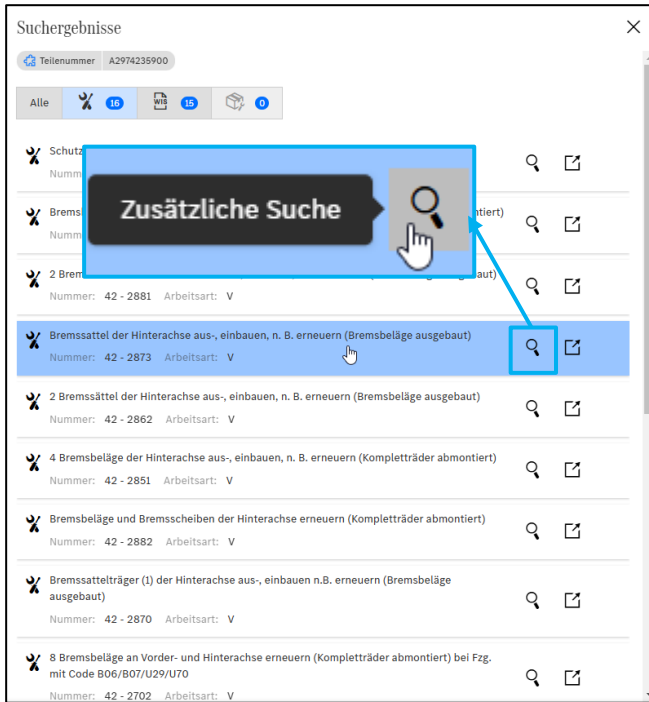 Suchergebnisse
Teilenummer A2974235900
Alle 16 WIS 15 0
Schutz
Numm
Zusätzliche Suche
Brems ntiert)
Numm
2 Brem aut)
Nummer: 42 - 2881 Arbeitsart: V
Bremssattel der Hinterachse aus-, einbauen, n. B. erneuern (Bremsbeläge ausgebaut)
Nummer: 42 - 2873 Arbeitsart: V
2 Bremssättel der Hinterachse aus-, einbauen, n. B. erneuern (Bremsbeläge ausgebaut)
Nummer: 42 - 2862 Arbeitsart: V
4 Bremsbeläge der Hinterachse aus-, einbauen, n. B. erneuern (Kompletträder abmontiert)
Nummer: 42 - 2851 Arbeitsart: V
Bremsbeläge und Bremsscheiben der Hinterachse erneuern (Kompletträder abmontiert)
Nummer: 42 - 2882 Arbeitsart: V
Bremssattelträger (1) der Hinterachse aus-, einbauen n.B. erneuern (Bremsbeläge
ausgebaut)
Nummer: 42 - 2870 Arbeitsart: V
8 Bremsbeläge an Vorder- und Hinterachse erneuern (Kompletträder abmontiert) bei Fzg.
mit Code B06/B07/U29/U70
Nummer: 42 - 2702 Arbeitsart: V